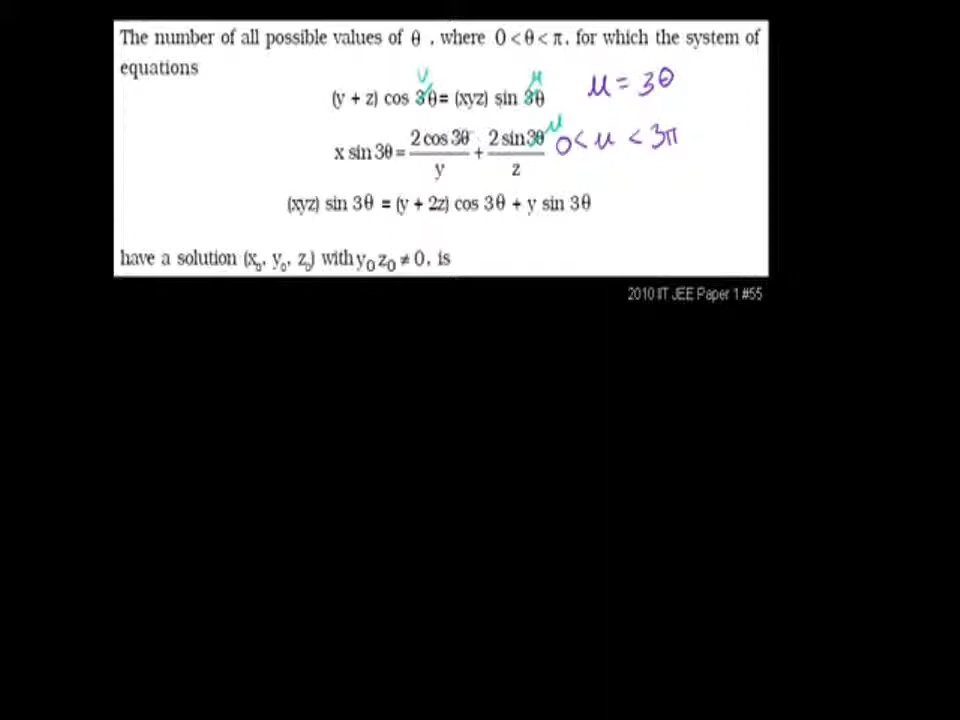 The number of all possible values of θ , where 0 < θ < π, for which the system of
equations
(y + z) cos 3θ = (xyz) sin 3θ
μ μ
μ = 3θ
x sin 3θ = 2 cos 3θ / y + 2 sin 3θ / z
μ
0 < μ < 3π
(xyz) sin 3θ = (y + 2z) cos 3θ + y sin 3θ
have a solution (x₀, y₀, z₀) with y₀ z₀ ≠ 0, is
2010 IIT JEE Paper 1 #55